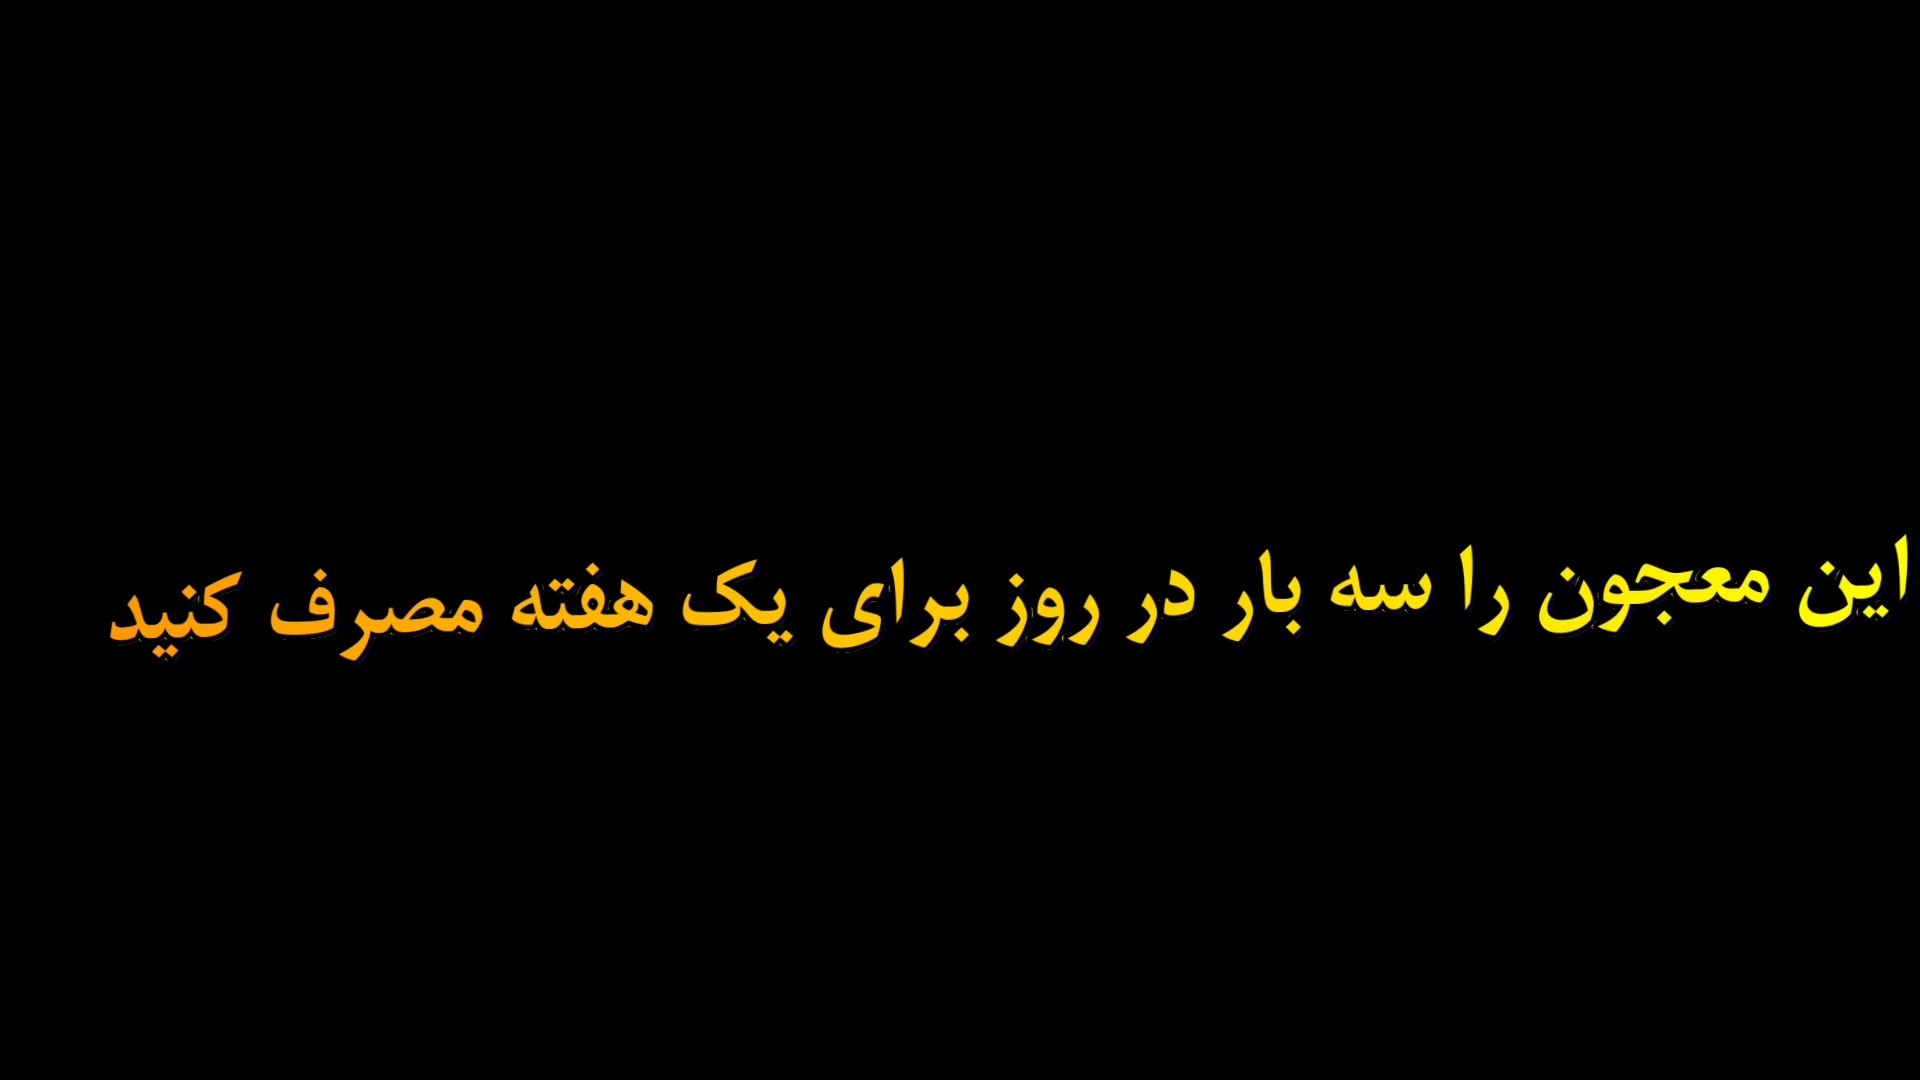 این معجون را سه بار در روز برای یک هفته مصرف کنید